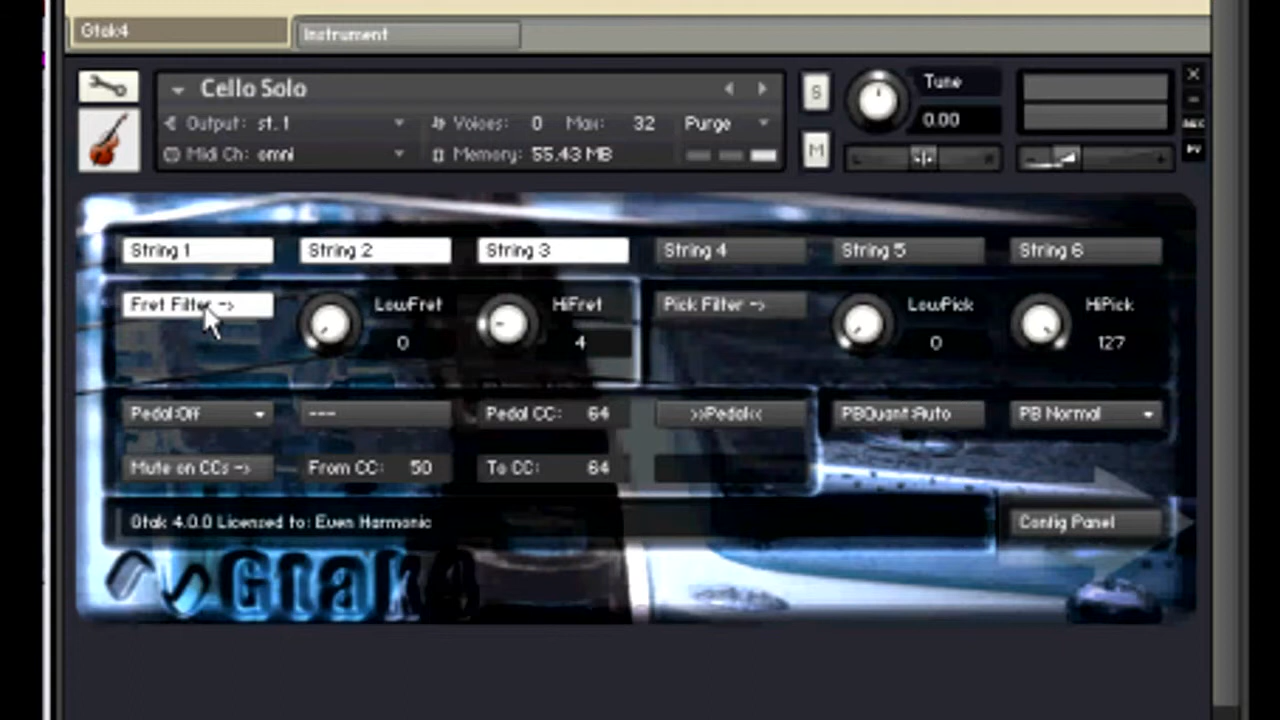 Gtak4 Instrument
Cello Solo S Tune
Output: st.1 Voices: 0 Max: 32 Purge 0.00
Midi Ch: omni Memory: 55.43 MB M L R
String 1 String 2 String 3 String 4 String 5 String 6
Fret Filter -> LowFret HiFret Pick Filter -> LowPick HiPick
0 4 0 127
Pedal:Off --- Pedal CC: 64 >>Pedal<< PBQuant:Auto PB Normal
Mute on CCs -> From CC: 50 To CC: 64
Gtak 4.0.0 Licensed to: Even Harmonic Config Panel
Gtak4